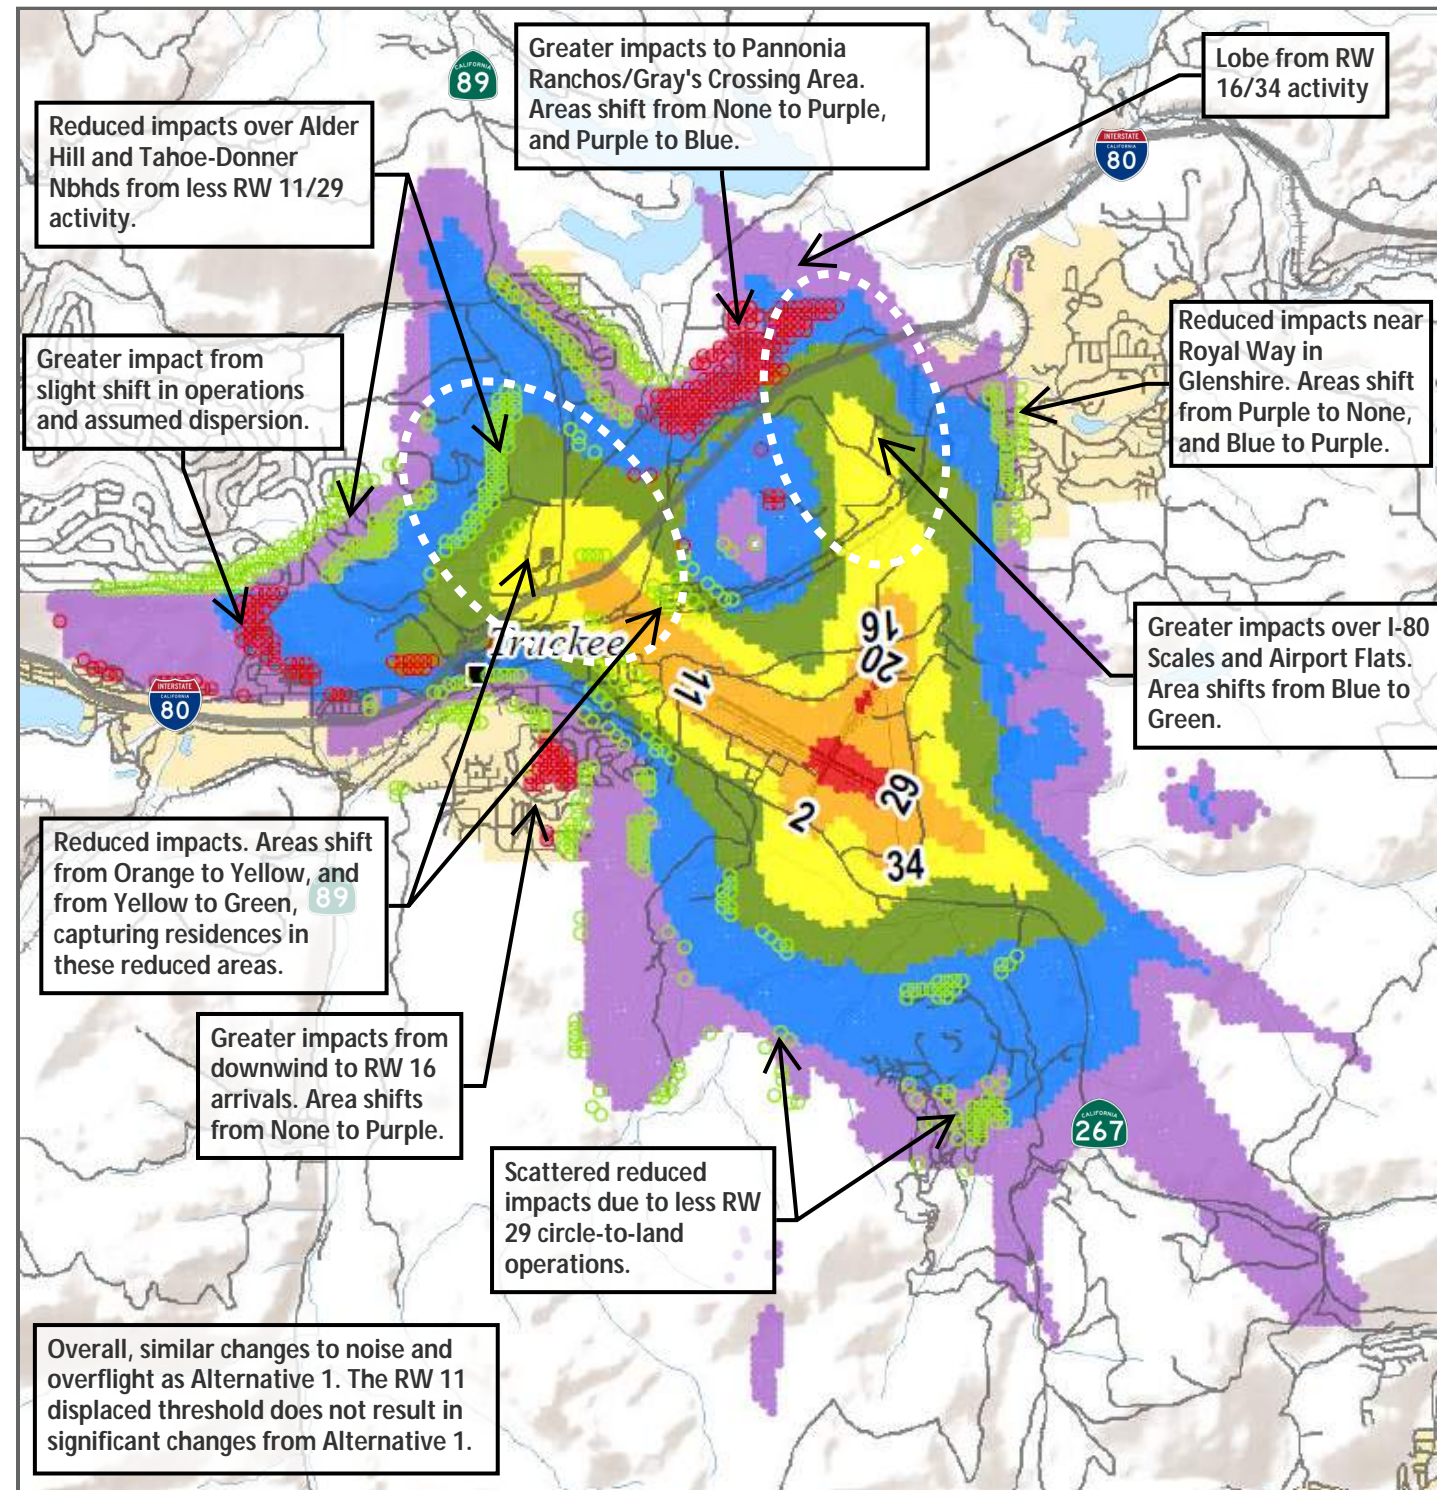 CALIFORNIA
89
Greater impacts to Pannonia
Ranchos/Gray's Crossing Area.
Areas shift from None to Purple,
and Purple to Blue.
Lobe from RW
16/34 activity
INTERSTATE
CALIFORNIA
80
Reduced impacts over Alder
Hill and Tahoe-Donner
Nbhds from less RW 11/29
activity.
Greater impact from
slight shift in operations
and assumed dispersion.
Reduced impacts near
Royal Way in
Glenshire. Areas shift
from Purple to None,
and Blue to Purple.
Greater impacts over I-80
Scales and Airport Flats.
Area shifts from Blue to
Green.
16
20
Truckee
11
INTERSTATE
CALIFORNIA
80
29
2
34
Reduced impacts. Areas shift
from Orange to Yellow, and
from Yellow to Green,
capturing residences in
these reduced areas.
89
Greater impacts from
downwind to RW 16
arrivals. Area shifts
from None to Purple.
CALIFORNIA
267
Scattered reduced
impacts due to less RW
29 circle-to-land
operations.
Overall, similar changes to noise and
overflight as Alternative 1. The RW 11
displaced threshold does not result in
significant changes from Alternative 1.